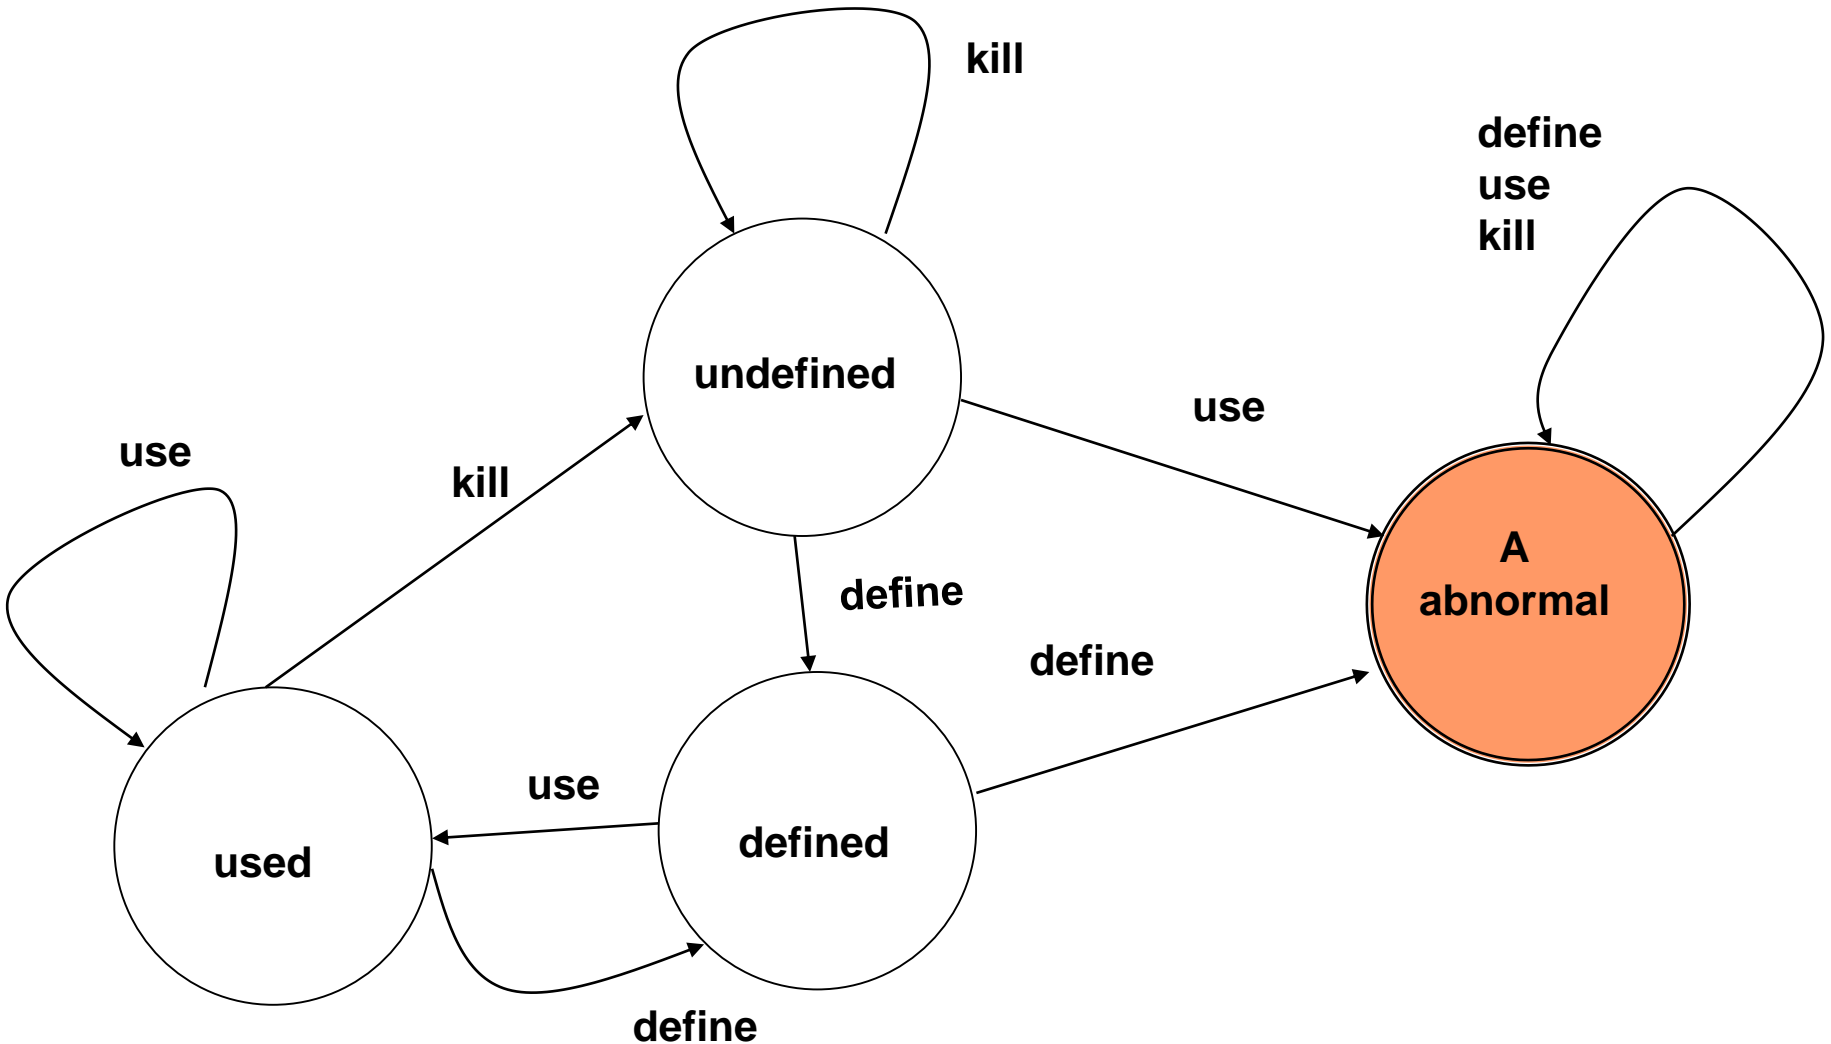 kill
define
use
kill
undefined
use
use
kill
A
abnormal
define
define
use
defined
used
define